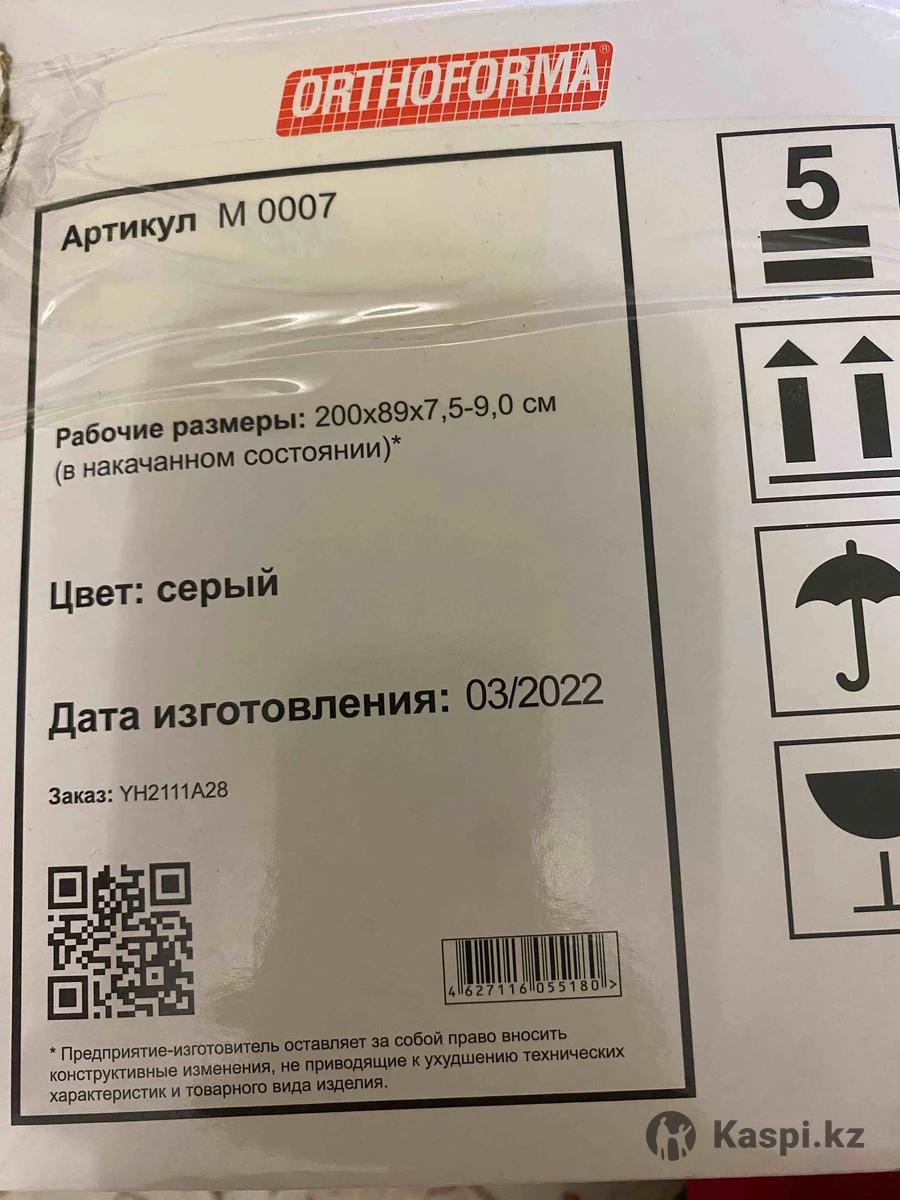 ORTHOFORMA®
Артикул M 0007
5
Рабочие размеры: 200x89x7,5-9,0 см
(в накачанном состоянии)*
Цвет: серый
Дата изготовления: 03/2022
Заказ: YH2111A28
4 627116 055180 >
* Предприятие-изготовитель оставляет за собой право вносить
конструктивные изменения, не приводящие к ухудшению технических
характеристик и товарного вида изделия.
Kaspi.kz